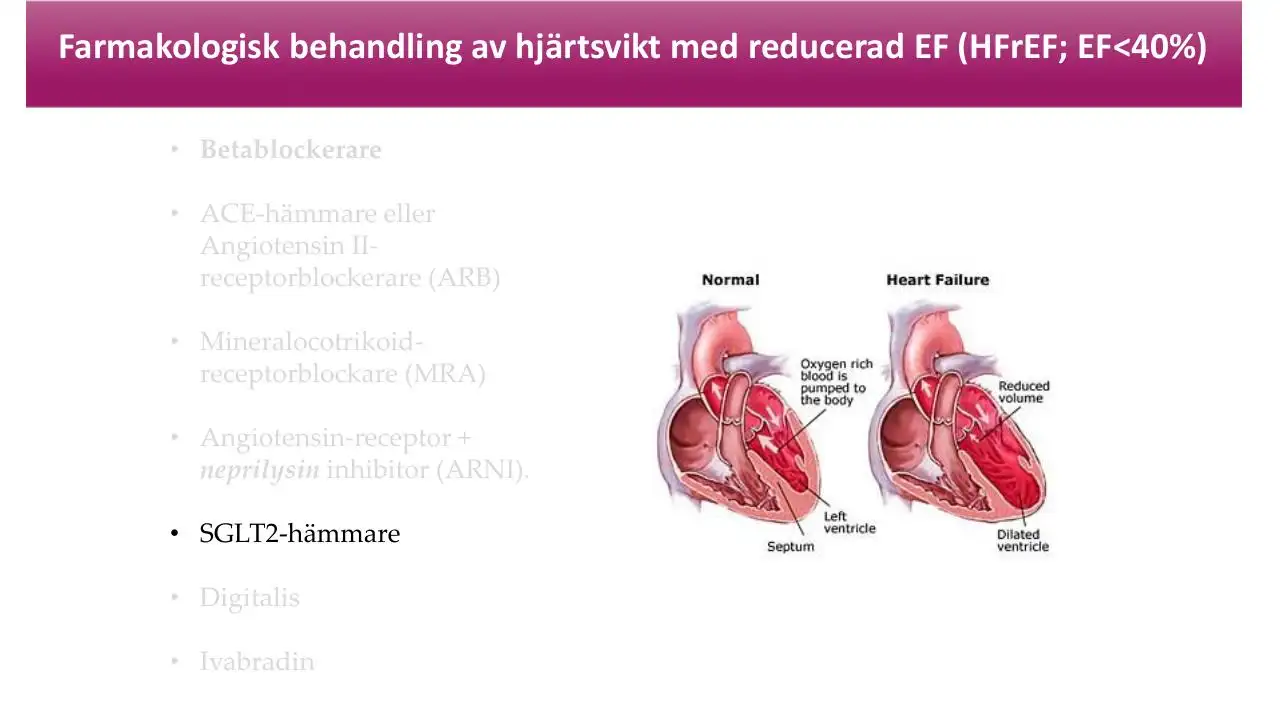 Farmakologisk behandling av hjärtsvikt med reducerad EF (HFrEF; EF<40%)
• Betablockerare
• ACE-hämmare eller
Angiotensin II-
receptorblockerare (ARB)
• Mineralocotrikoid-
receptorblockare (MRA)
• Angiotensin-receptor +
neprilysin inhibitor (ARNI).
• SGLT2-hämmare
• Digitalis
• Ivabradin
Normal
Oxygen rich
blood is
pumped to
the body
Left
ventricle
Septum
Heart Failure
Reduced
volume
Dilated
ventricle